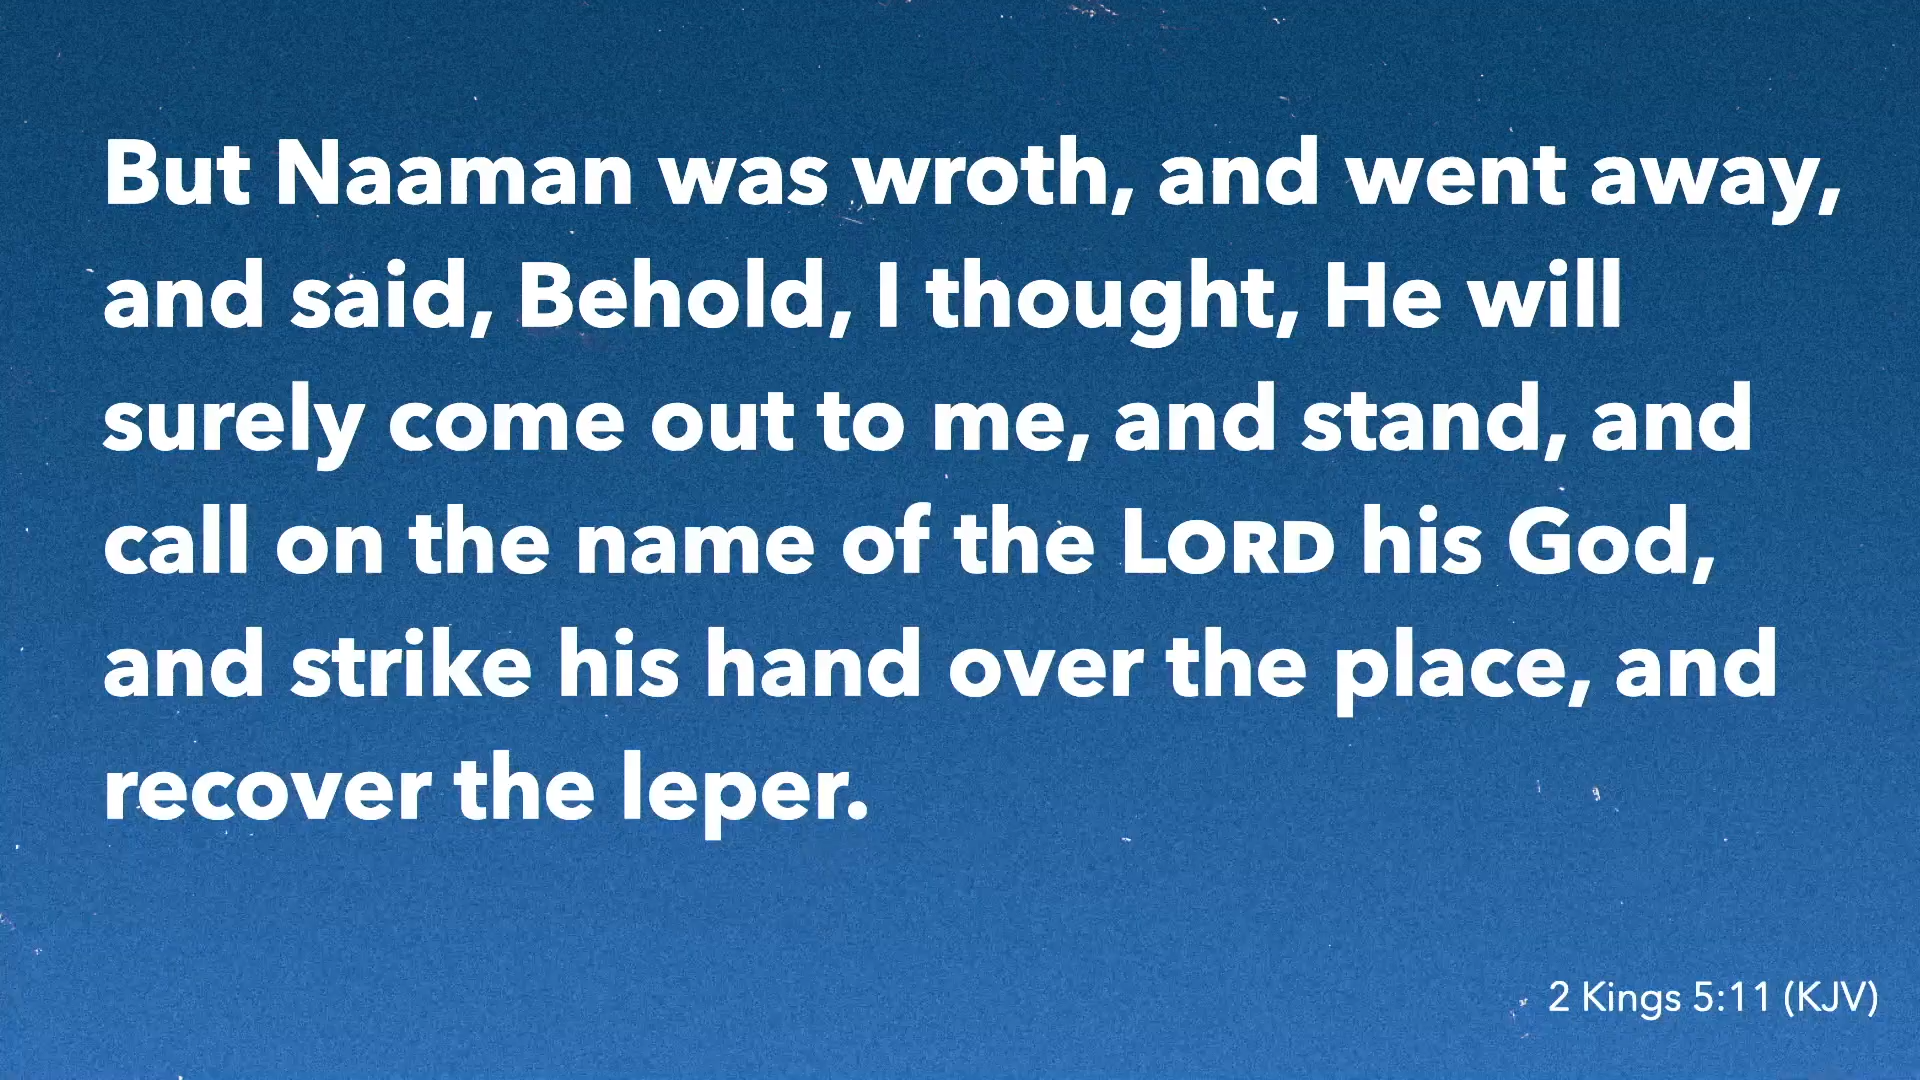 But Naaman was wroth, and went away,
and said, Behold, I thought, He will
surely come out to me, and stand, and
call on the name of the LORD his God,
and strike his hand over the place, and
recover the leper.
2 Kings 5:11 (KJV)